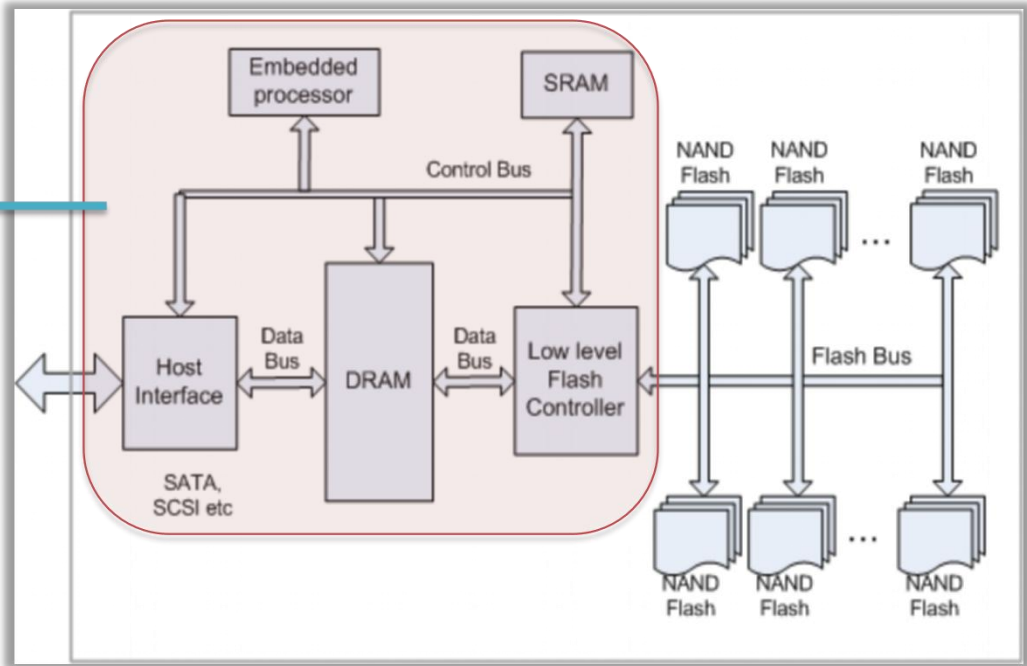 Embedded
processor
SRAM
Control Bus
NAND
Flash
NAND
Flash
NAND
Flash
...
Host
Interface
Data
Bus
DRAM
Data
Bus
Low level
Flash
Controller
Flash Bus
SATA,
SCSI etc
...
NAND
Flash
NAND
Flash
NAND
Flash